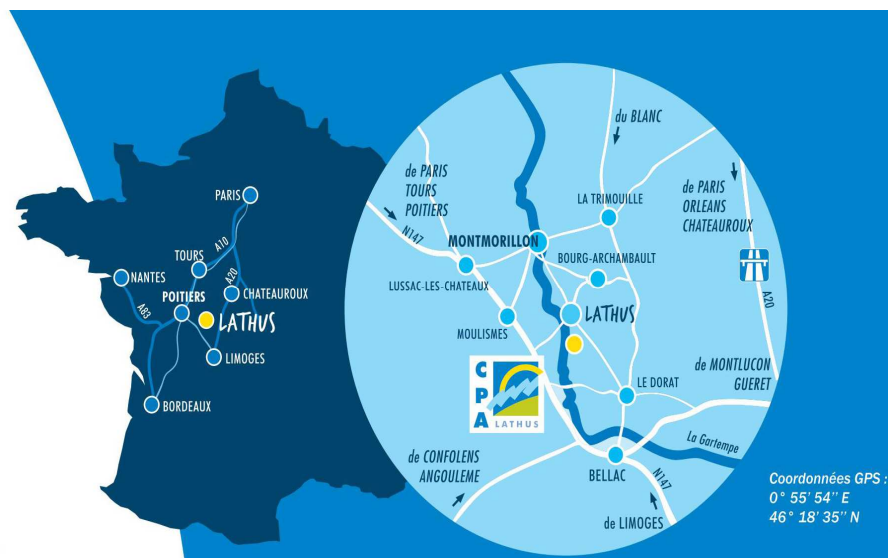 PARIS
A10
TOURS
A20
NANTES
CHATEAUROUX
POITIERS
A83
LATHUS
LIMOGES
BORDEAUX
du BLANC
de PARIS
TOURS
POITIERS
N147
LA TRIMOUILLE
de PARIS
ORLEANS
CHATEAUROUX
MONTMORILLON
BOURG-ARCHAMBAULT
LUSSAC-LES-CHATEAUX
A20
LATHUS
MOULISMES
CPA
LATHUS
de MONTLUCON
GUERET
LE DORAT
La Gartempe
de CONFOLENS
ANGOULEME
BELLAC
N147
de LIMOGES
Coordonnées GPS :
0° 55' 54'' E
46° 18' 35'' N